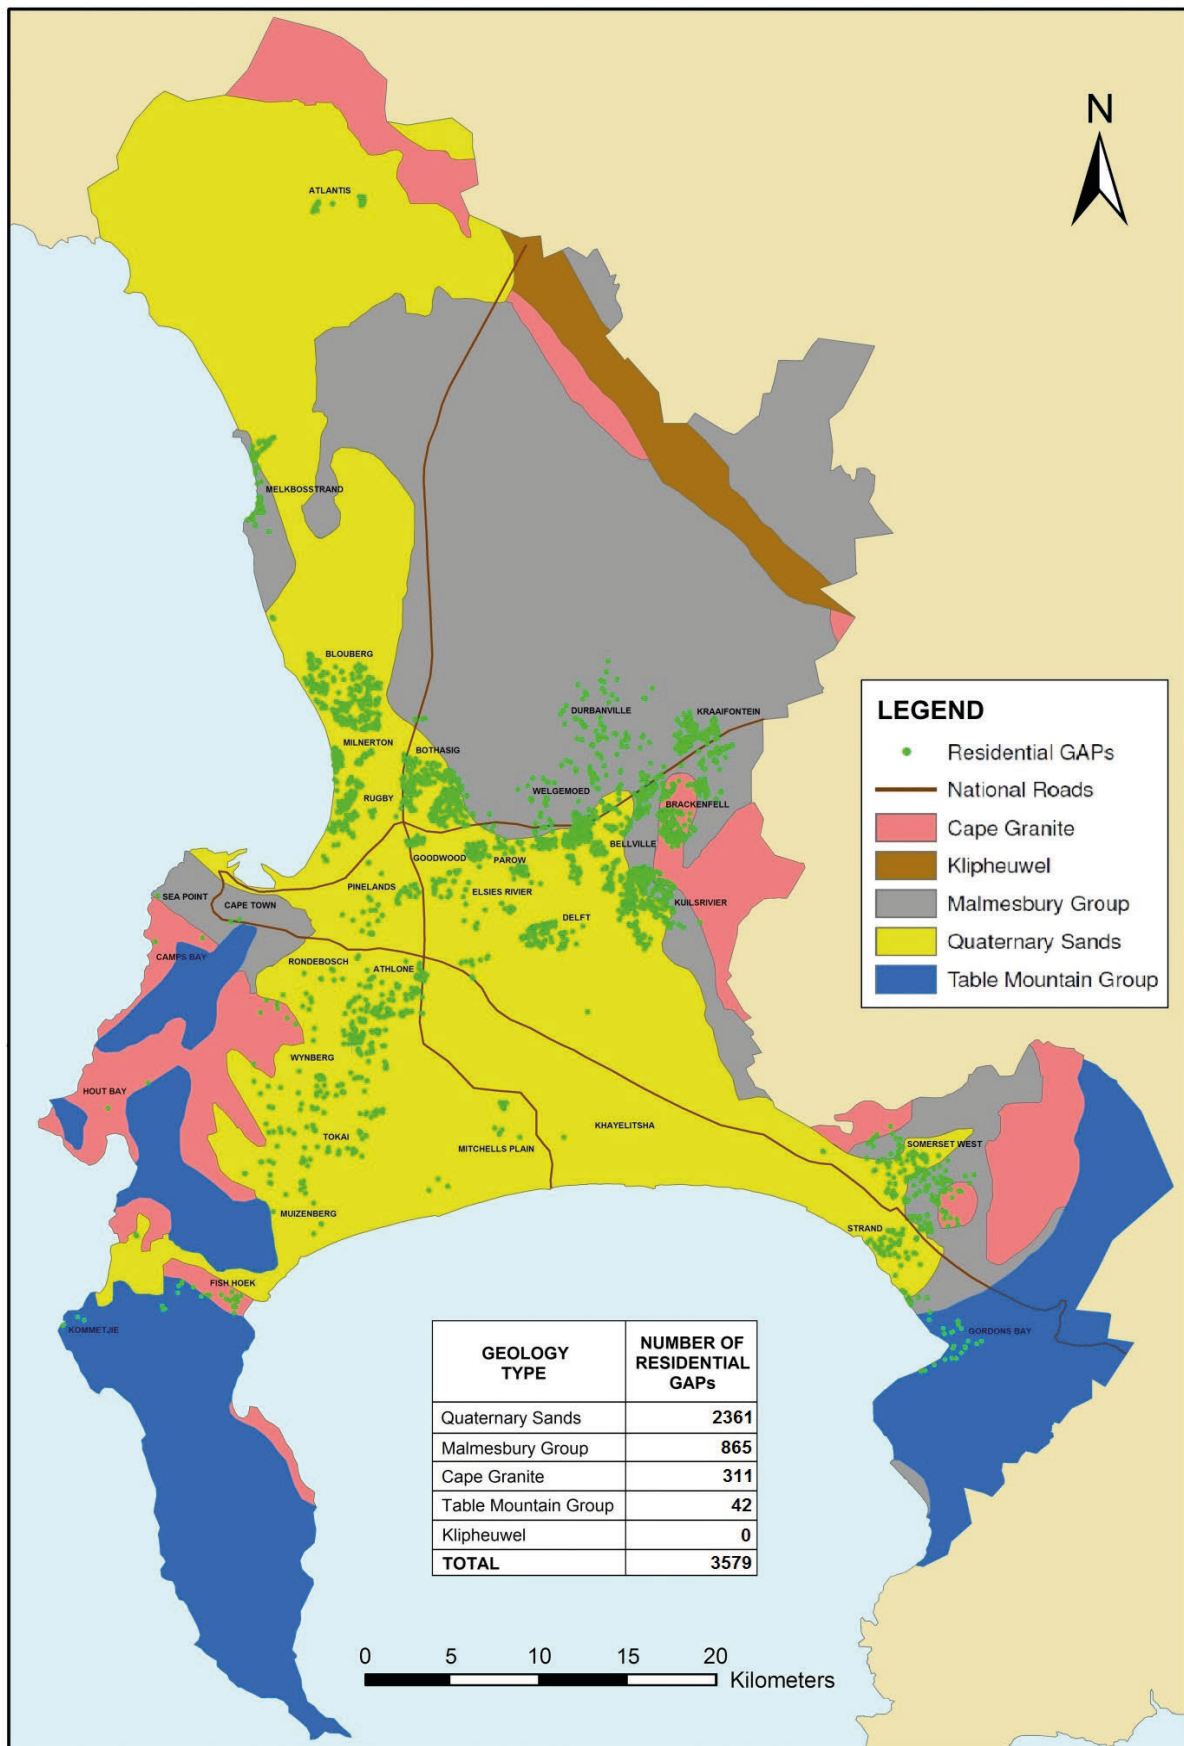 N
ATLANTIS
MELKBOSSTRAND
BLOUBERG
DURBANVILLE
KRAAIFONTEIN
MILNERTON
BOTHASIG
RUGBY
WELGEMOED
BRACKENFELL
GOODWOOD
PAROW
BELLVILLE
PINELANDS
ELSIES RIVER
SEA POINT
CAPE TOWN
KUILSRIVIER
DELFT
CAMPS BAY
RONDEBOSCH
ATHLONE
WYNBERG
HOUT BAY
KHAYELITSHA
TOKAI
MITCHELLS PLAIN
SOMERSET WEST
MUIZENBERG
STRAND
FISH HOEK
KOMMETJIE
GORDONS BAY
LEGEND
Residential GAPs
National Roads
Cape Granite
Klipheuwel
Malmesbury Group
Quaternary Sands
Table Mountain Group
GEOLOGY
TYPE
NUMBER OF
RESIDENTIAL
GAPs
Quaternary Sands 2361
Malmesbury Group 865
Cape Granite 311
Table Mountain Group 42
Klipheuwel 0
TOTAL 3579
0 5 10 15 20
Kilometers